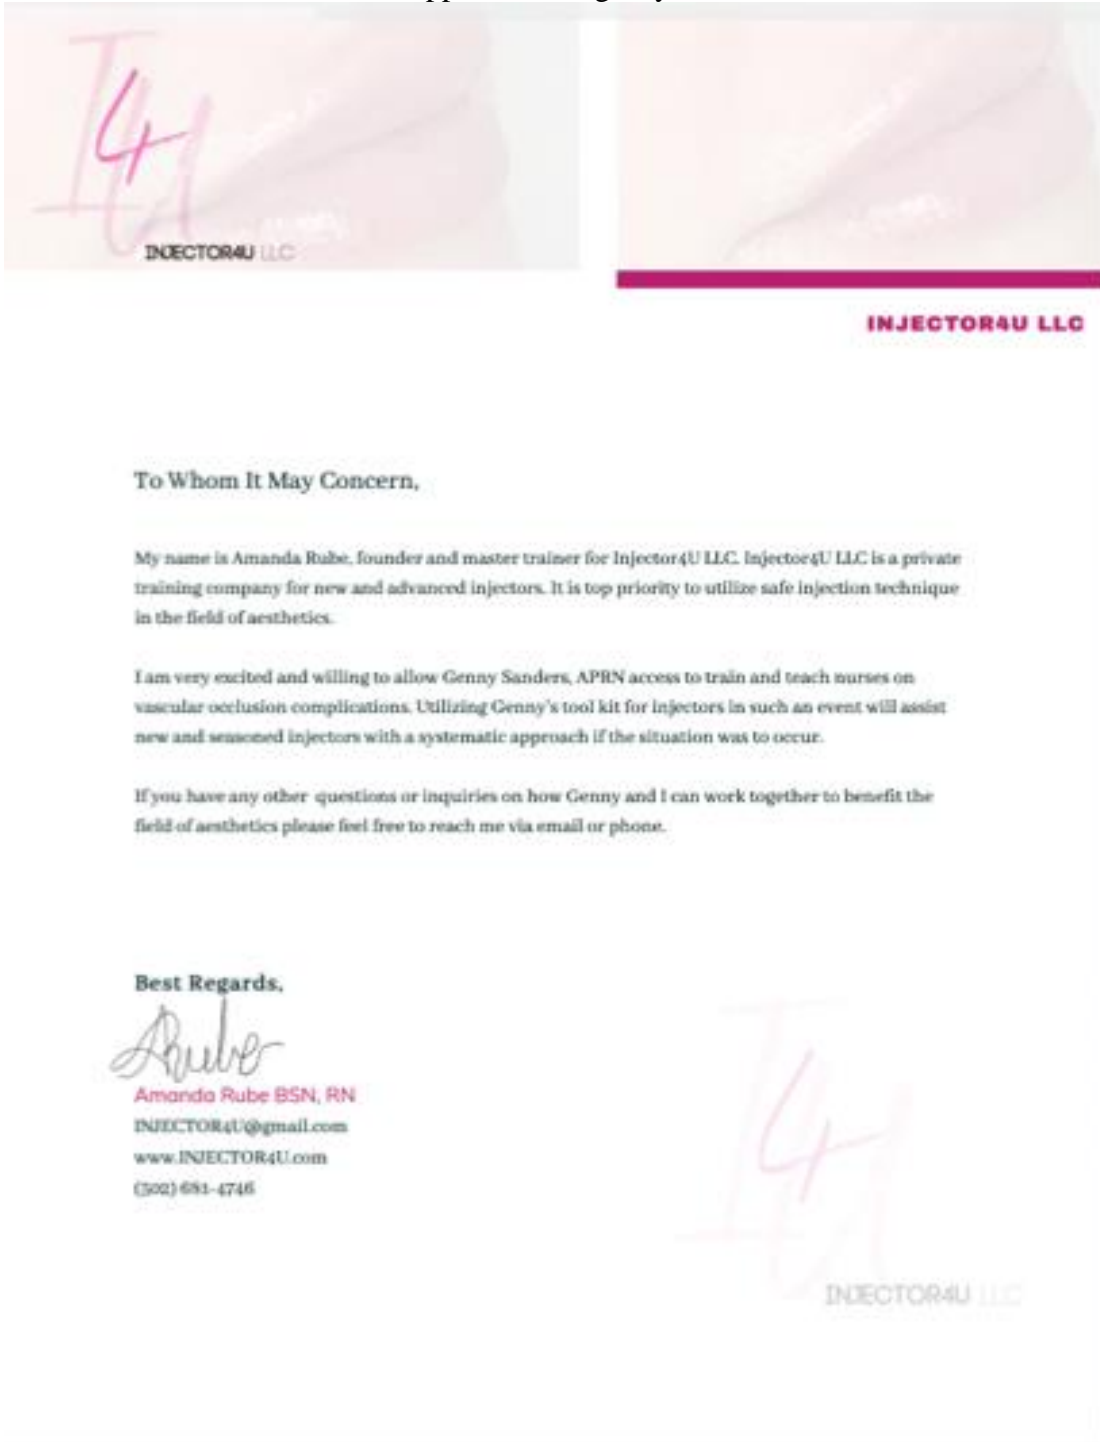 I4U
INJECTOR4U LLC
INJECTOR4U LLC
To Whom It May Concern,
My name is Amanda Rube, founder and master trainer for Injector4U LLC. Injector4U LLC is a private
training company for new and advanced injectors. It is top priority to utilize safe injection technique
in the field of aesthetics.
I am very excited and willing to allow Genny Sanders, APRN access to train and teach nurses on
vascular occlusion complications. Utilizing Genny's tool kit for injectors in such an event will assist
new and seasoned injectors with a systematic approach if the situation was to occur.
If you have any other questions or inquiries on how Genny and I can work together to benefit the
field of aesthetics please feel free to reach me via email or phone.
Best Regards,
ARube
Amanda Rube BSN, RN
INJECTOR4U@gmail.com
www.INJECTOR4U.com
(502) 681-4746
I4U
INJECTOR4U LLC